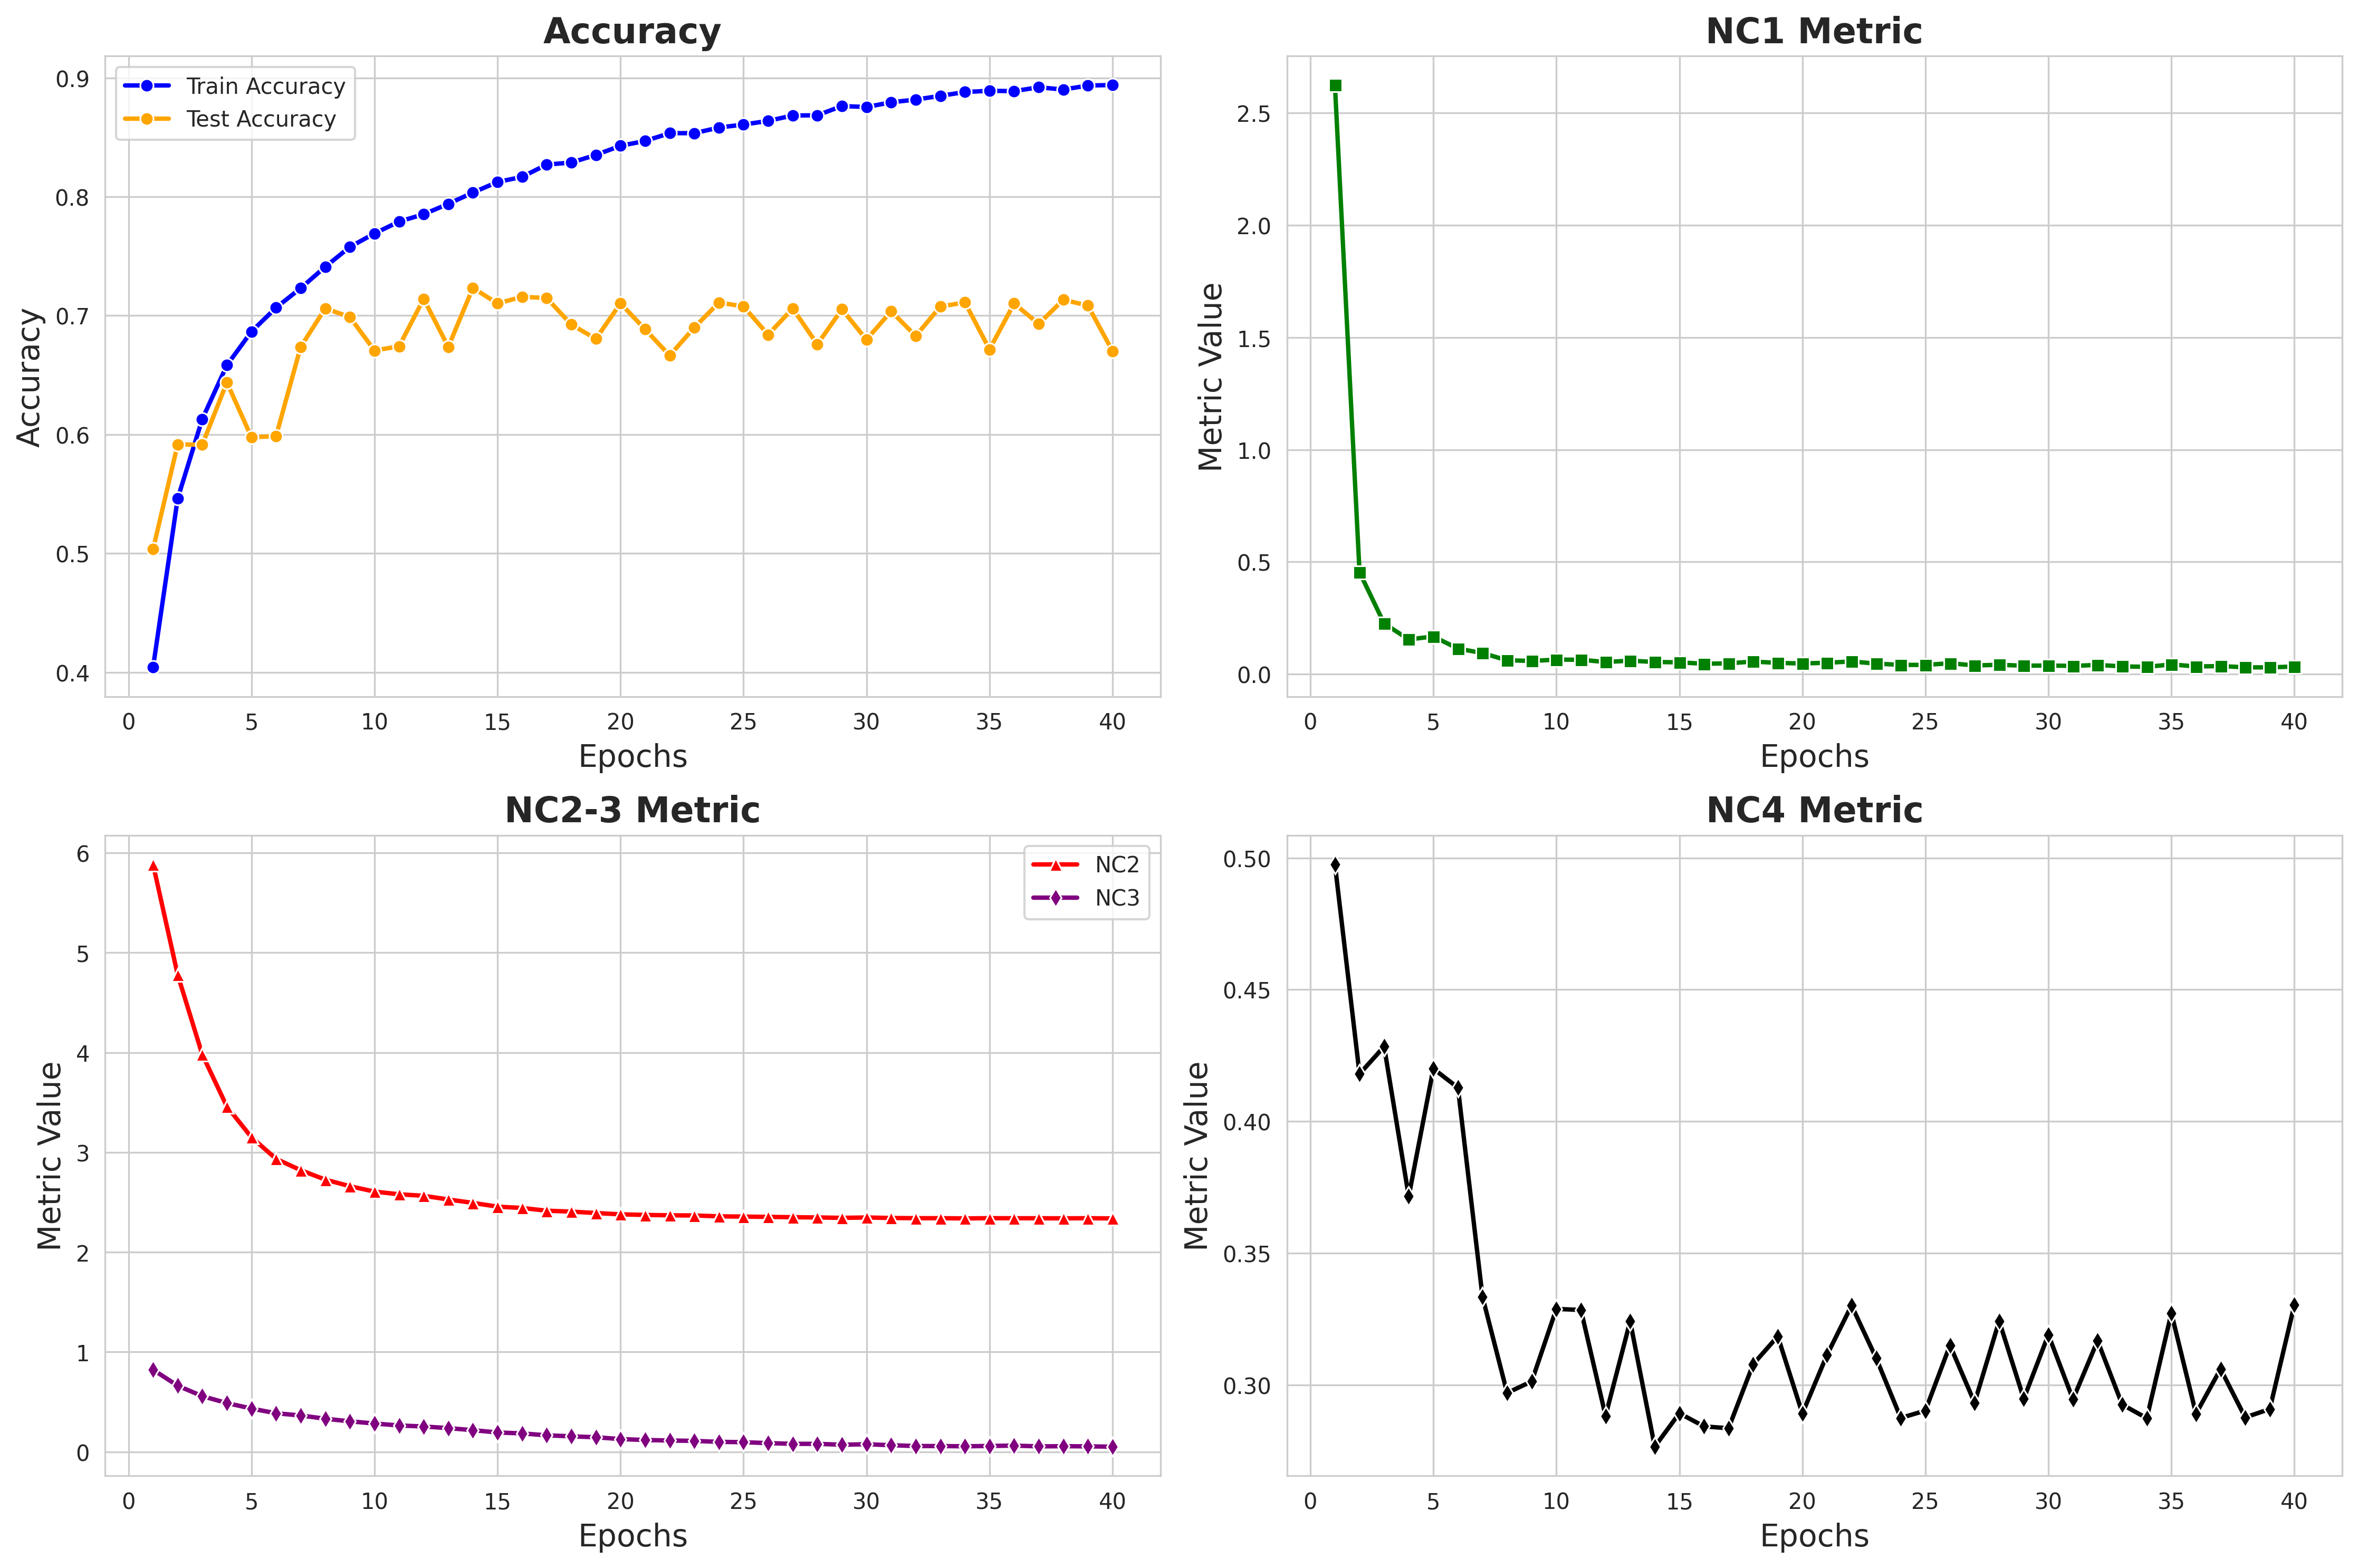 Accuracy
Train Accuracy
Test Accuracy
Accuracy
0.9
0.8
0.7
0.6
0.5
0.4
0 5 10 15 20 25 30 35 40
Epochs
NC1 Metric
Metric Value
2.5
2.0
1.5
1.0
0.5
0.0
0 5 10 15 20 25 30 35 40
Epochs
NC2-3 Metric
NC2
NC3
Metric Value
6
5
4
3
2
1
0
0 5 10 15 20 25 30 35 40
Epochs
NC4 Metric
Metric Value
0.50
0.45
0.40
0.35
0.30
0 5 10 15 20 25 30 35 40
Epochs